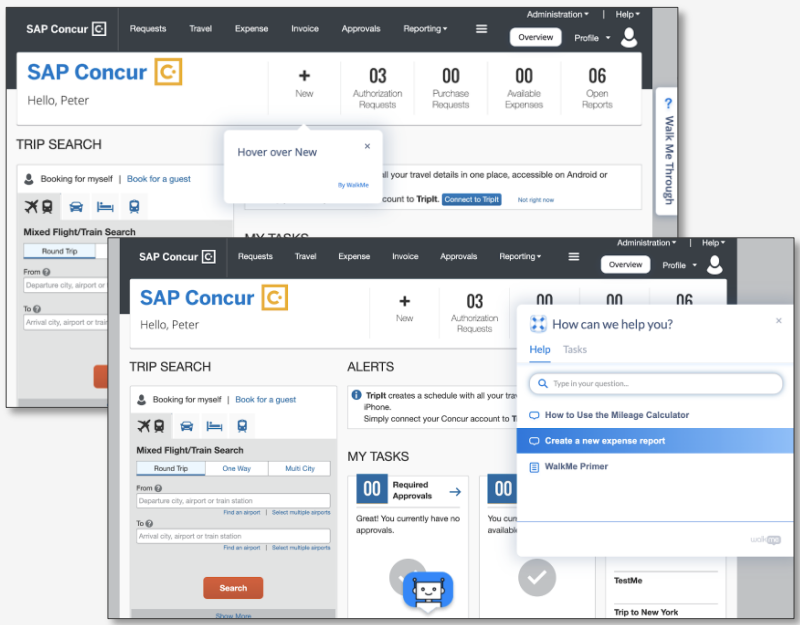 Administration ▾ | Help ▾
SAP Concur C Requests Travel Expense Invoice Approvals Reporting ▾
Overview Profile ▾
SAP Concur C
Hello, Peter
+ New
03 Authorization Requests
00 Purchase Requests
00 Available Expenses
06 Open Reports
? Walk Me Through
Hover over New ×
By WalkMe
TRIP SEARCH
Booking for myself | Book for a guest
all your travel details in one place, accessible on Android or
count to TripIt. Connect to TripIt Not right now
Mixed Flight/Train Search
Round Trip
From ?
Departure city, airport or
To ?
Arrival city, airport or train
MY TASKS
Administration ▾ | Help ▾
SAP Concur C Requests Travel Expense Invoice Approvals Reporting ▾
Overview Profile ▾
SAP Concur C
Hello, Peter
+ New
03 Authorization Requests
00
00
06
TRIP SEARCH
Booking for myself | Book for a guest
Mixed Flight/Train Search
Round Trip One Way Multi City
From ?
Departure city, airport or train station
Find an airport | Select multiple airports
To ?
Arrival city, airport or train station
Find an airport | Select multiple airports
Search
Show More
ALERTS
TripIt creates a schedule with all your trav
iPhone.
Simply connect your Concur account to T
MY TASKS
00 Required Approvals →
Great! You currently have no
approvals.
00
You curr
available
How can we help you? ×
Help Tasks
Type in your question...
How to Use the Mileage Calculator
Create a new expense report
WalkMe Primer
walkme
TestMe
Trip to New York